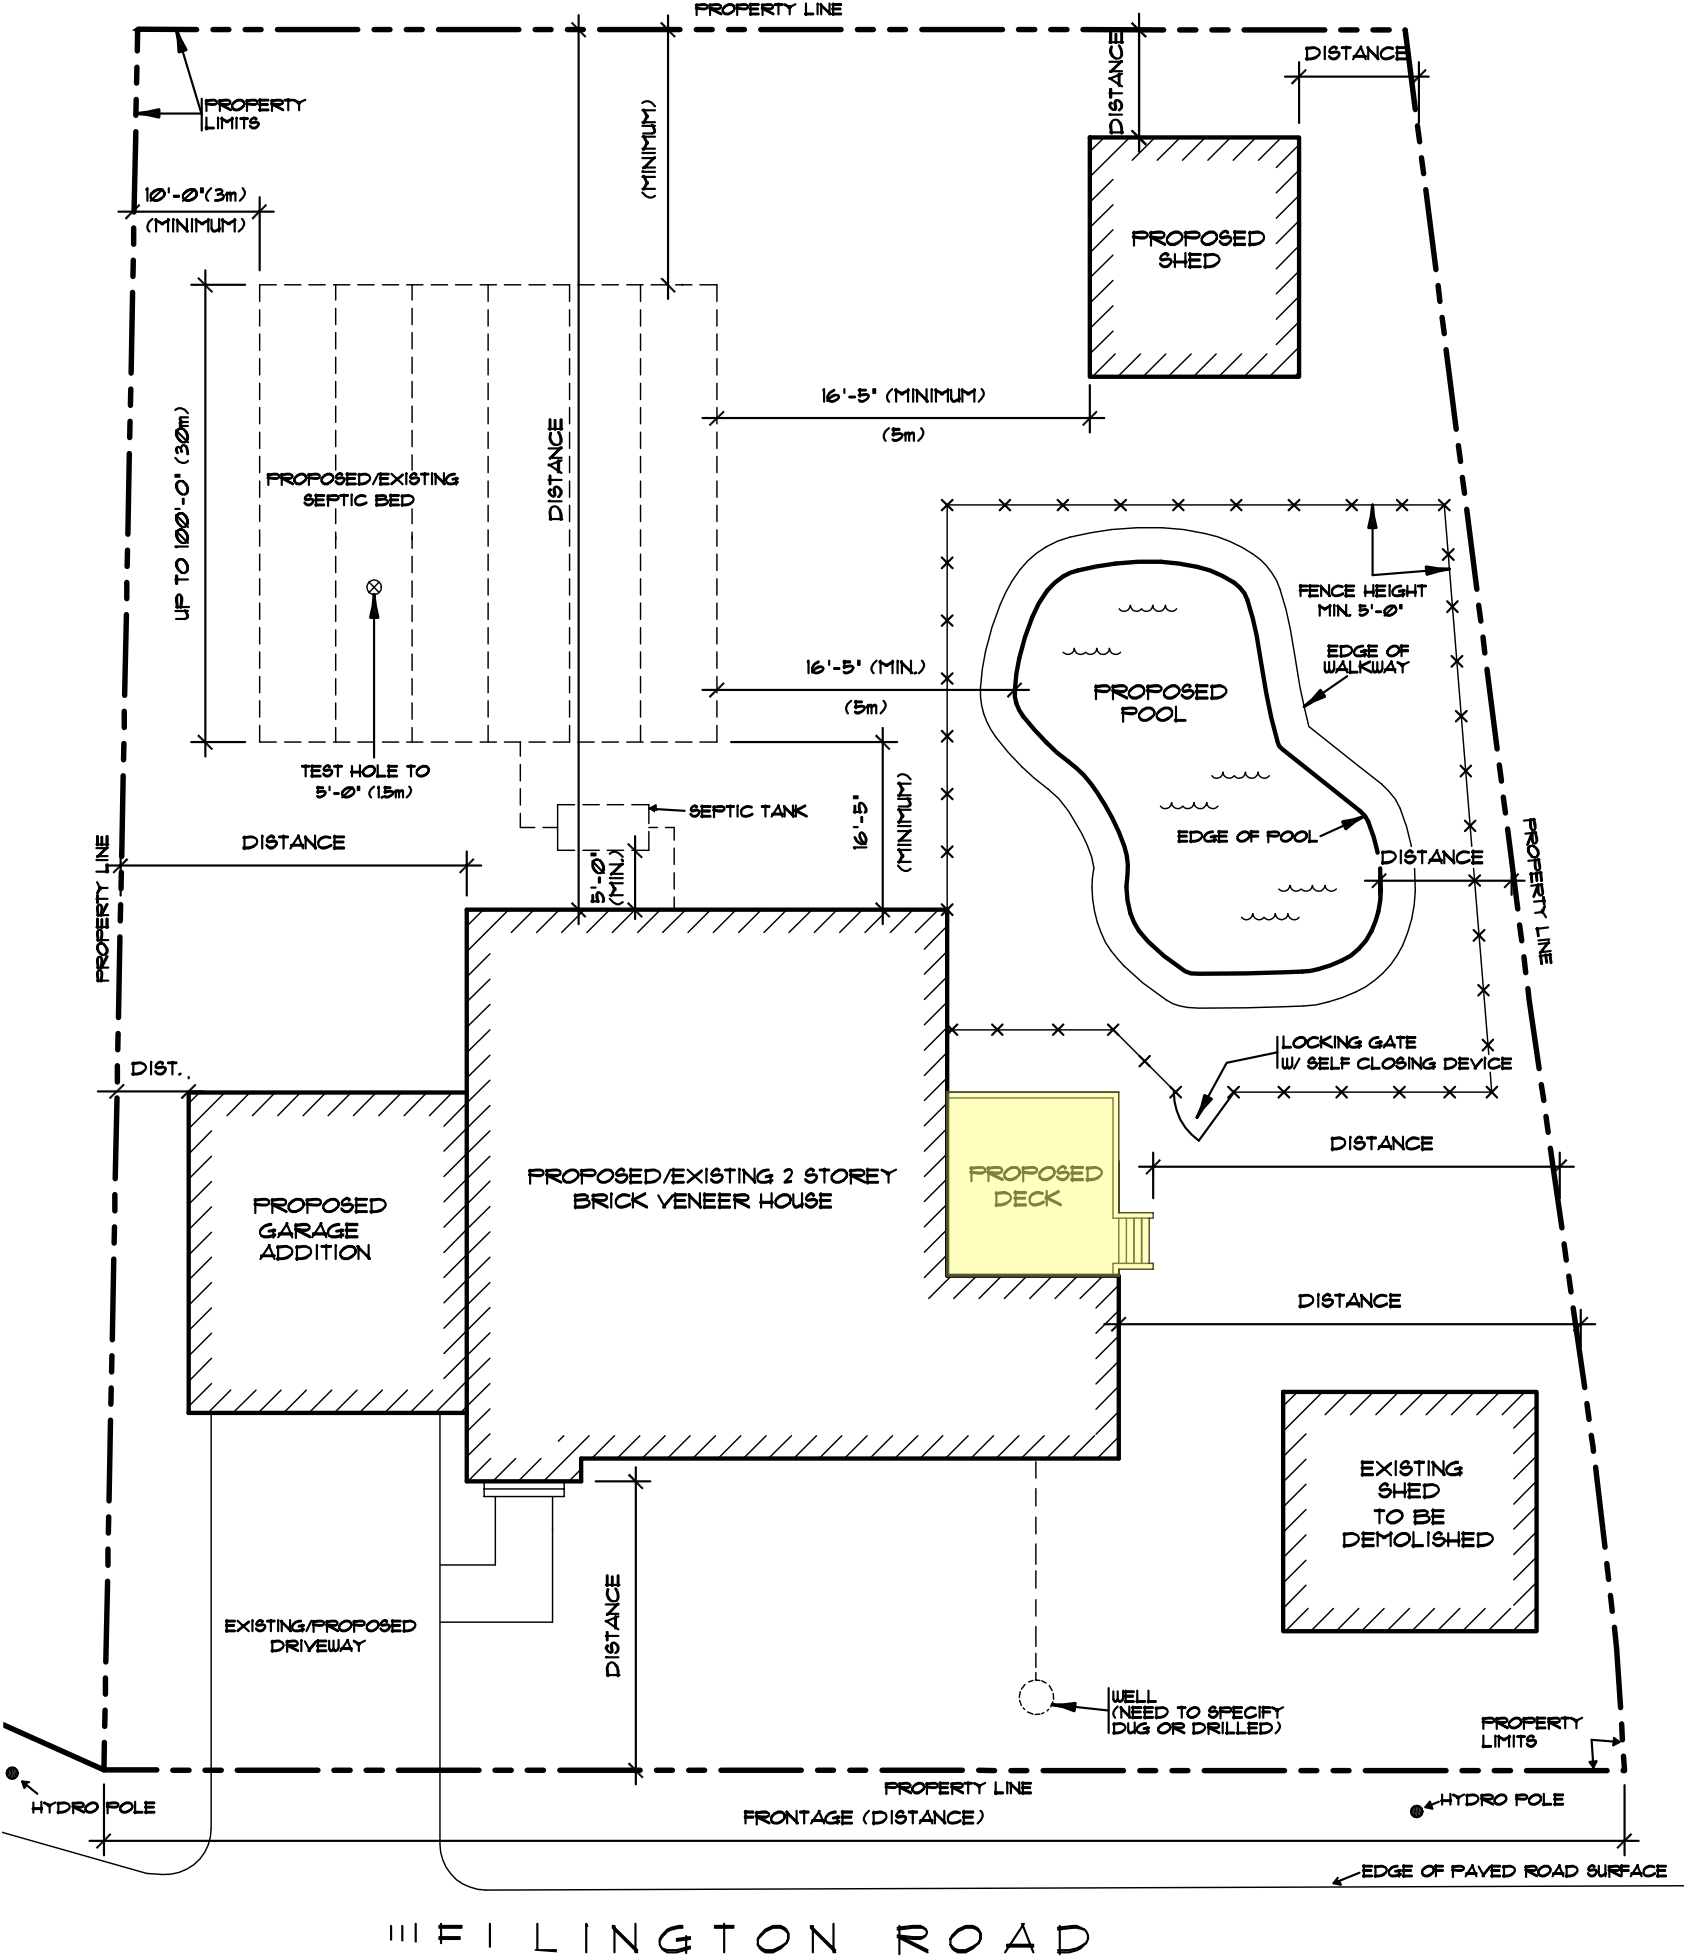 PROPERTY LINE
DISTANCE
DISTANCE
PROPERTY
LIMITS
(MINIMUM)
10'-0"(3m)
(MINIMUM)
PROPOSED
SHED
16'-5" (MINIMUM)
(5m)
UP TO 100'-0" (30m)
DISTANCE
PROPOSED/EXISTING
SEPTIC BED
FENCE HEIGHT
MIN. 5'-0"
EDGE OF
WALKWAY
16'-5" (MIN.)
(5m)
PROPOSED
POOL
TEST HOLE TO
5'-0" (1.5m)
SEPTIC TANK
16'-5"
(MINIMUM)
EDGE OF POOL
DISTANCE
DISTANCE
PROPERTY LINE
PROPERTY LINE
5'-0"
(MIN.)
LOCKING GATE
W/ SELF CLOSING DEVICE
DIST.
DISTANCE
PROPOSED/EXISTING 2 STOREY
BRICK VENEER HOUSE
PROPOSED
DECK
PROPOSED
GARAGE
ADDITION
DISTANCE
EXISTING
SHED
TO BE
DEMOLISHED
DISTANCE
EXISTING/PROPOSED
DRIVEWAY
WELL
(NEED TO SPECIFY
DUG OR DRILLED)
PROPERTY
LIMITS
PROPERTY LINE
HYDRO POLE
HYDRO POLE
FRONTAGE (DISTANCE)
EDGE OF PAVED ROAD SURFACE
ROAD